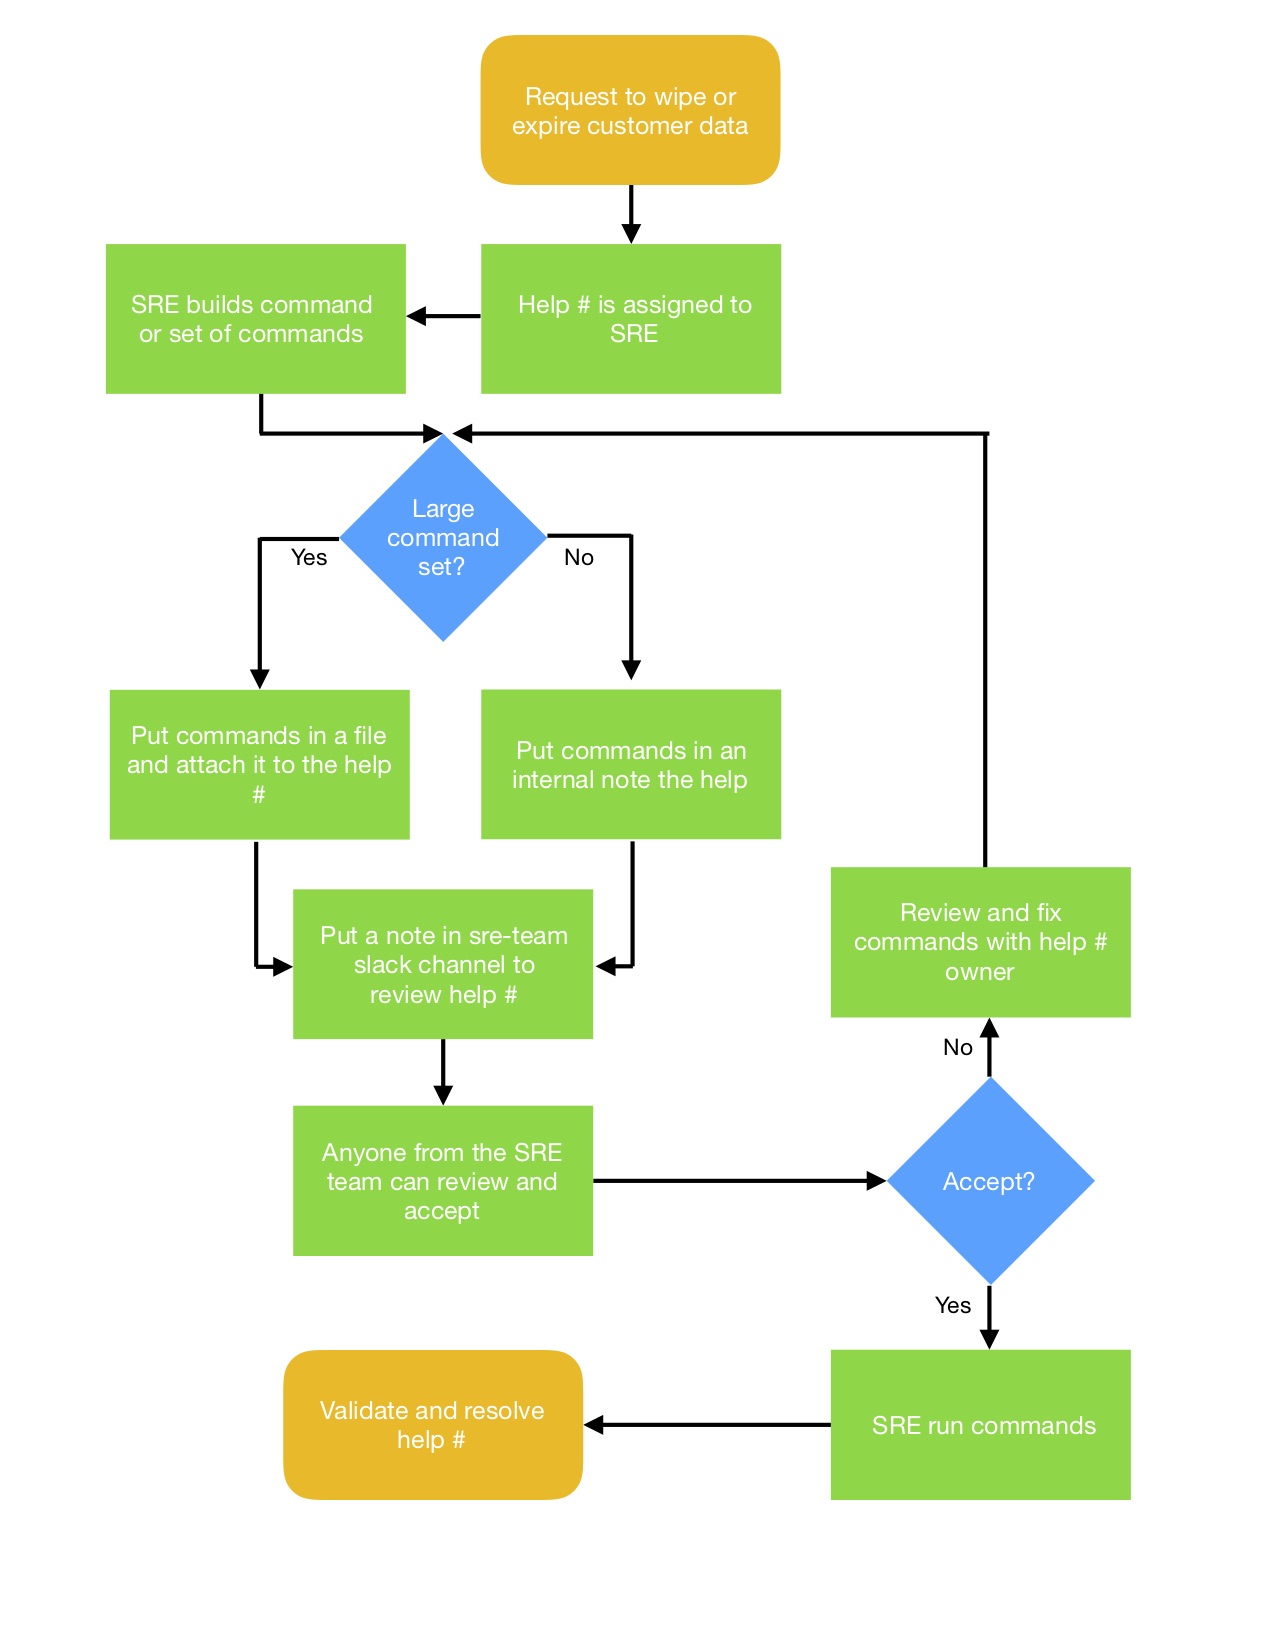 Request to wipe or
expire customer data
SRE builds command
or set of commands
Help # is assigned to
SRE
Large
command
set?
Yes
No
Put commands in a file
and attach it to the help
#
Put commands in an
internal note the help
Put a note in sre-team
slack channel to
review help #
Review and fix
commands with help #
owner
No
Anyone from the SRE
team can review and
accept
Accept?
Yes
Validate and resolve
help #
SRE run commands